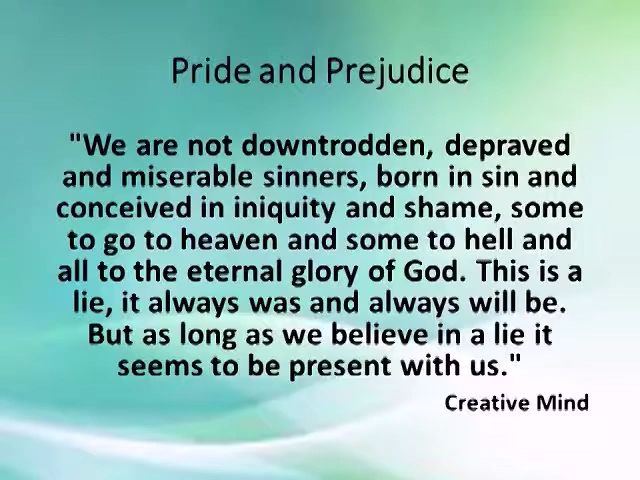 Pride and Prejudice
"We are not downtrodden, depraved
and miserable sinners, born in sin and
conceived in iniquity and shame, some
to go to heaven and some to hell and
all to the eternal glory of God. This is a
lie, it always was and always will be.
But as long as we believe in a lie it
seems to be present with us."
Creative Mind